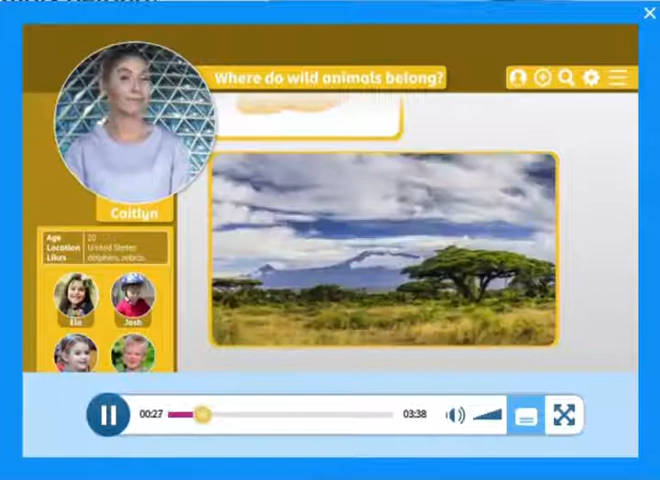 Where do wild animals belong?
Caitlyn
Age 20
Location United States
Likes dolphins, zebras
Ela Josh
00:27 03:38